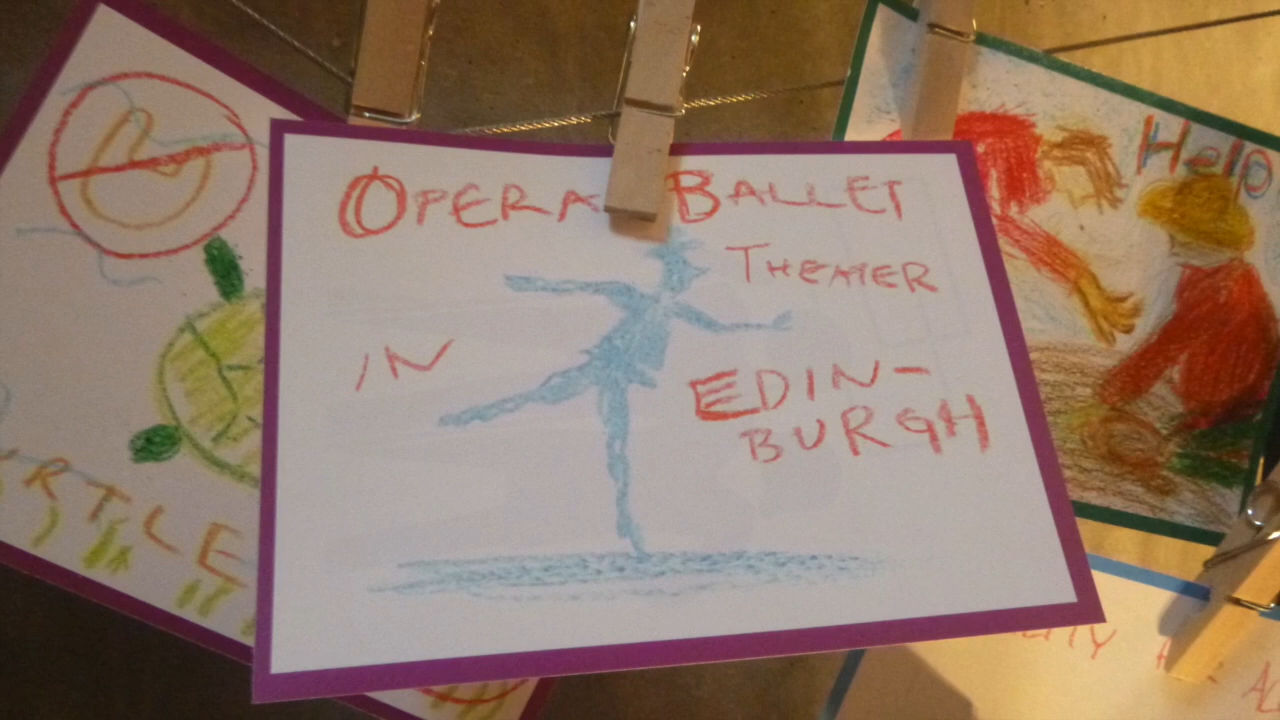 OPERA BALLET
THEATER
IN
EDIN-
BURGH
Help
RTLE